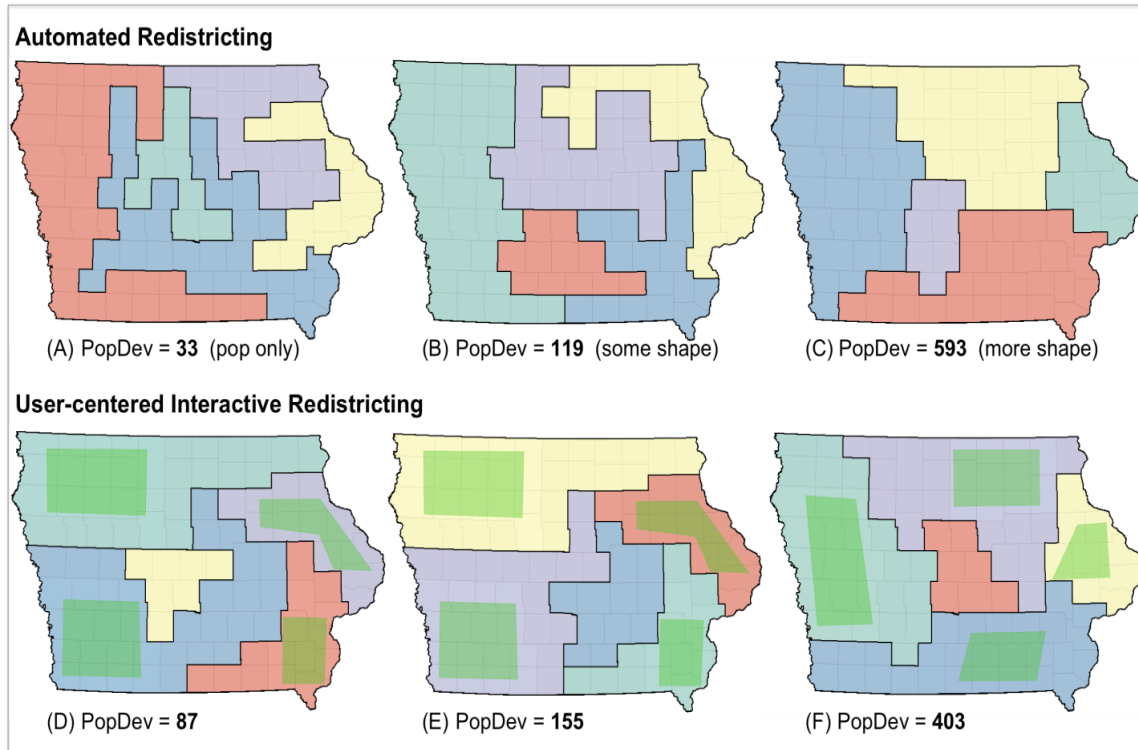 Automated Redistricting
(A) PopDev = 33 (pop only)
(B) PopDev = 119 (some shape)
(C) PopDev = 593 (more shape)
User-centered Interactive Redistricting
(D) PopDev = 87
(E) PopDev = 155
(F) PopDev = 403